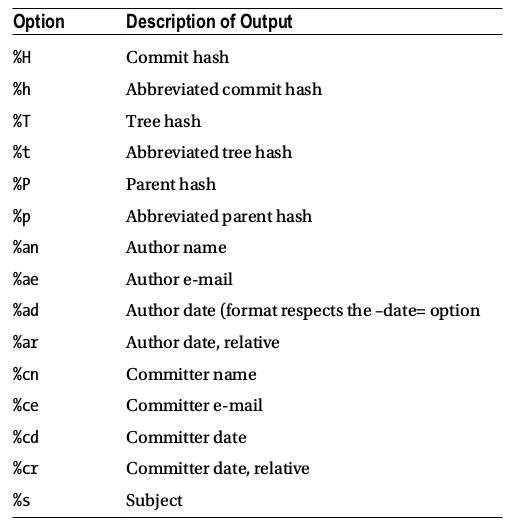 Option Description of Output
%H Commit hash
%h Abbreviated commit hash
%T Tree hash
%t Abbreviated tree hash
%P Parent hash
%p Abbreviated parent hash
%an Author name
%ae Author e-mail
%ad Author date (format respects the –date= option
%ar Author date, relative
%cn Committer name
%ce Committer e-mail
%cd Committer date
%cr Committer date, relative
%s Subject